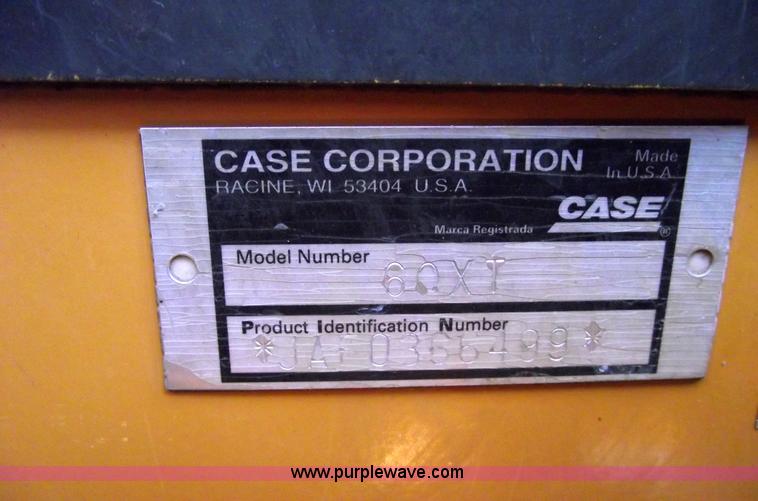 CASE CORPORATION
Made
In U.S.A.
RACINE, WI 53404 U.S.A.
CASE
Marca Registrada
®
Model Number
60XT
Product Identification Number
*JAF0366499*
www.purplewave.com